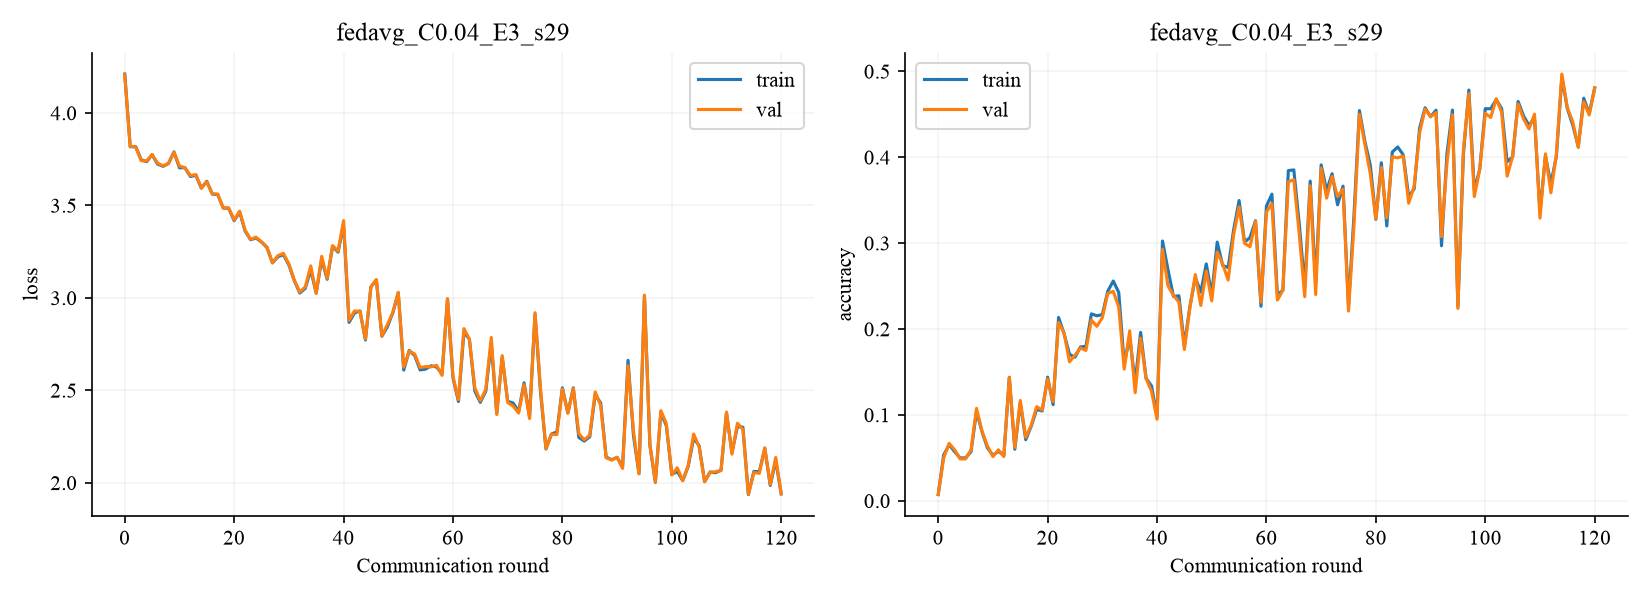 fedavg_C0.04_E3_s29
train
val
4.0
3.5
3.0
2.5
2.0
loss
0 20 40 60 80 100 120
Communication round
fedavg_C0.04_E3_s29
train
val
0.5
0.4
0.3
0.2
0.1
0.0
accuracy
0 20 40 60 80 100 120
Communication round